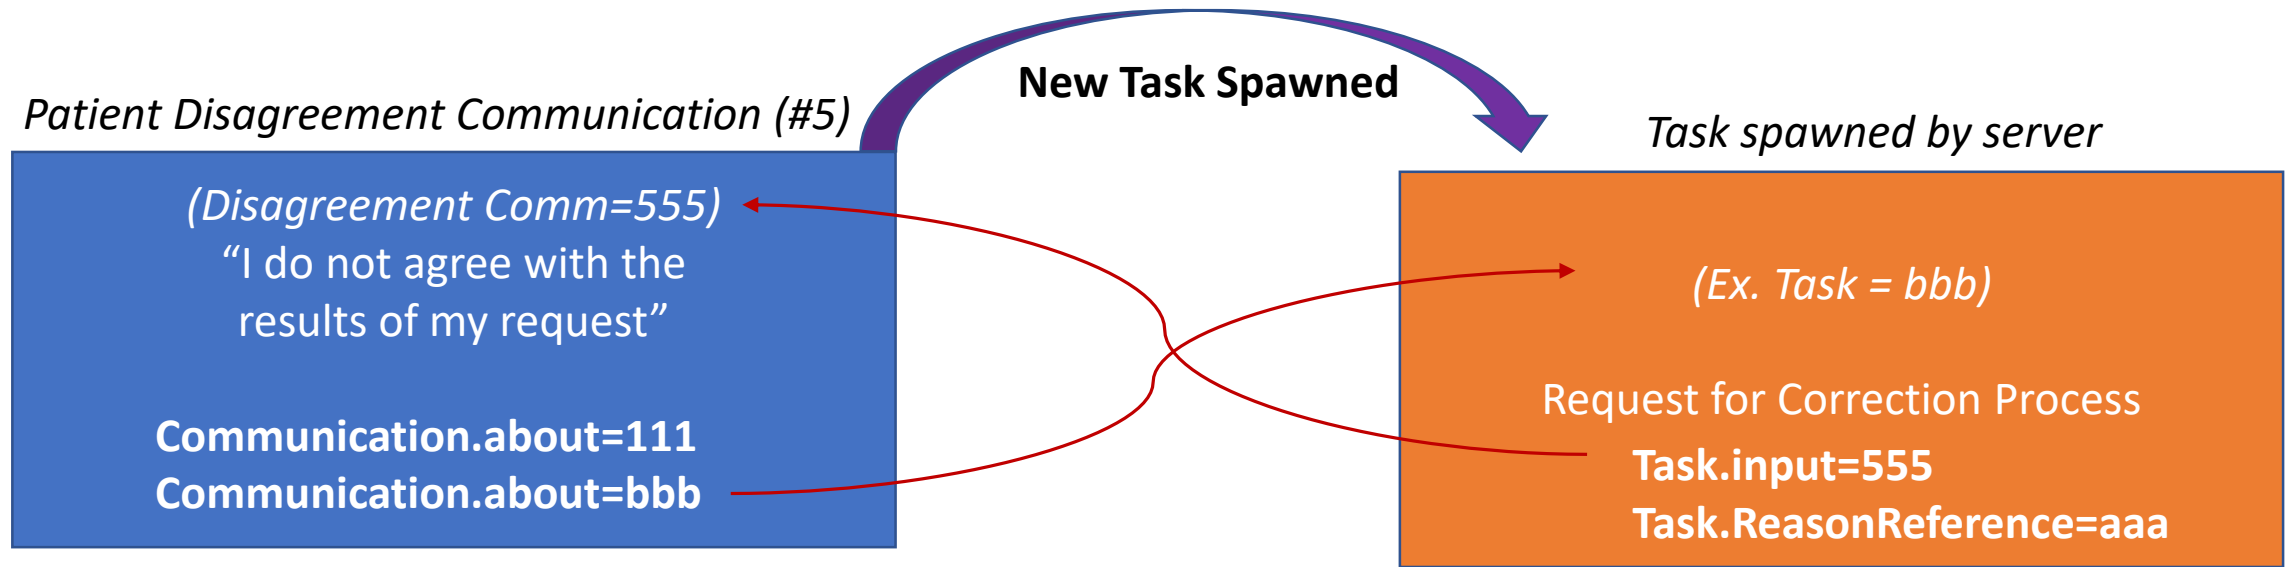 New Task Spawned
Patient Disagreement Communication (#5)
Task spawned by server
(Disagreement Comm=555)
“I do not agree with the
results of my request”
Communication.about=111
Communication.about=bbb
(Ex. Task = bbb)
Request for Correction Process
Task.input=555
Task.ReasonReference=aaa